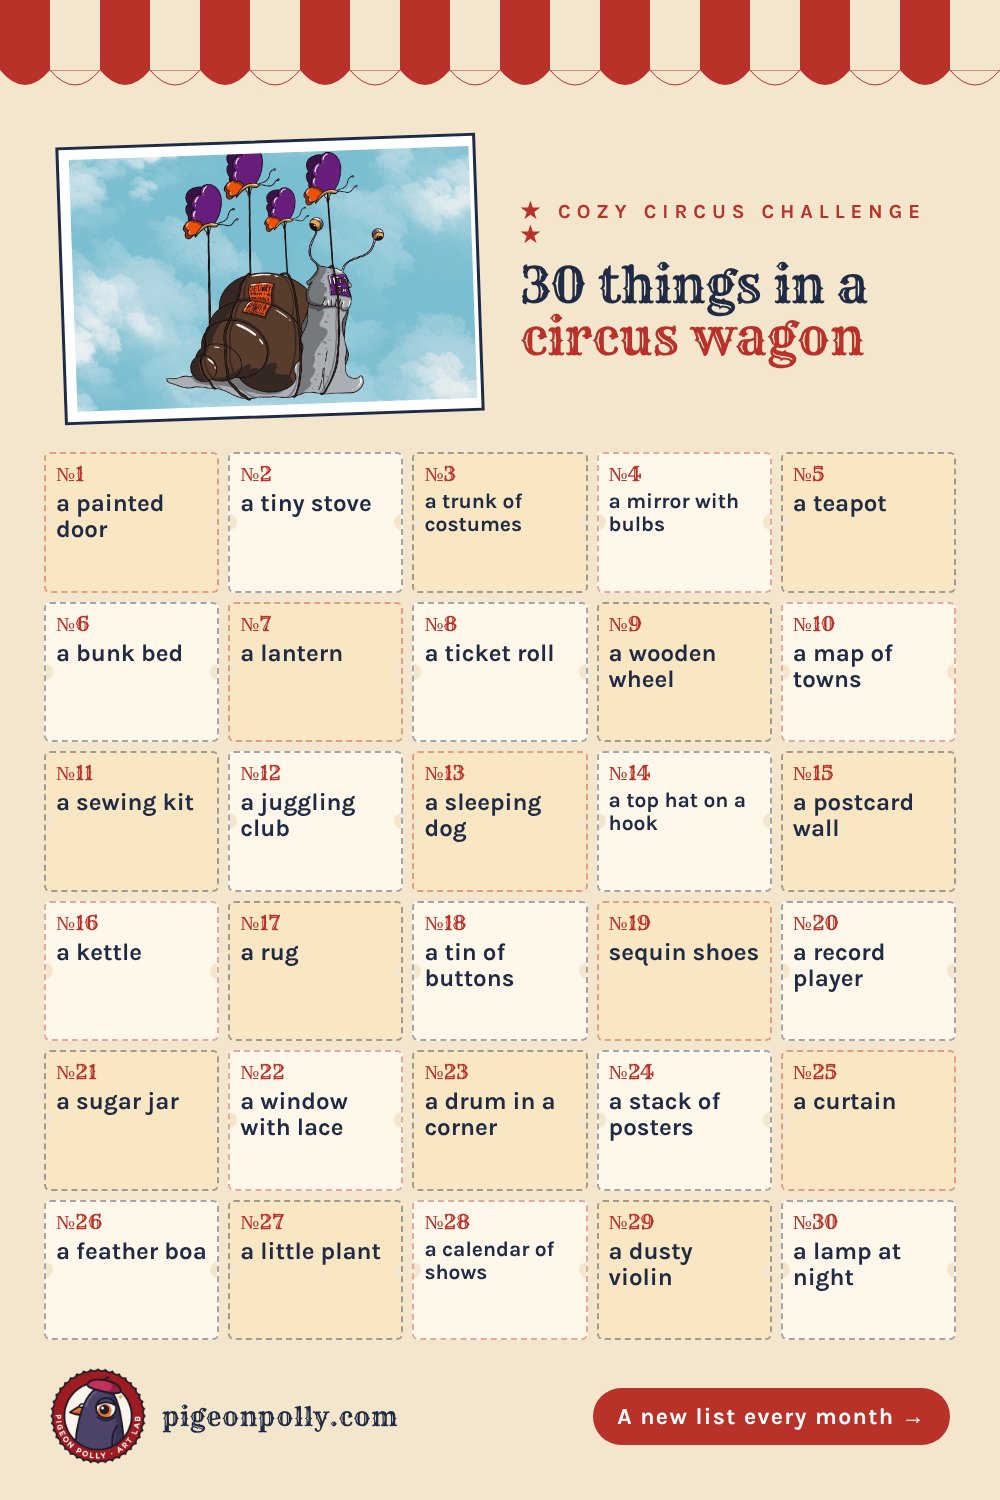 ★ COZY CIRCUS CHALLENGE
★
30 things in a
circus wagon
№1
a painted
door
№2
a tiny stove
№3
a trunk of
costumes
№4
a mirror with
bulbs
№5
a teapot
№6
a bunk bed
№7
a lantern
№8
a ticket roll
№9
a wooden
wheel
№10
a map of
towns
№11
a sewing kit
№12
a juggling
club
№13
a sleeping
dog
№14
a top hat on a
hook
№15
a postcard
wall
№16
a kettle
№17
a rug
№18
a tin of
buttons
№19
sequin shoes
№20
a record
player
№21
a sugar jar
№22
a window
with lace
№23
a drum in a
corner
№24
a stack of
posters
№25
a curtain
№26
a feather boa
№27
a little plant
№28
a calendar of
shows
№29
a dusty
violin
№30
a lamp at
night
PIGEON POLLY · ART LAB
pigeonpolly.com
A new list every month →